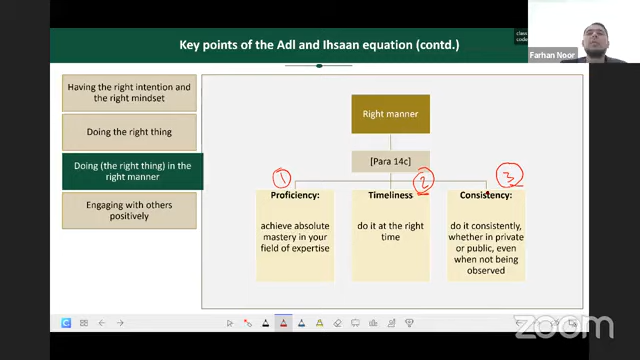 Key points of the Adl and Ihsaan equation (contd.)
Farhan Noor
Having the right intention and
the right mindset
Doing the right thing
Doing (the right thing) in the
right manner
Engaging with others
positively
Right manner
[Para 14c]
1
2
3
Proficiency:
achieve absolute
mastery in your
field of expertise
Timeliness
do it at the right
time
Consistency:
do it consistently,
whether in private
or public, even
when not being
observed
zoom